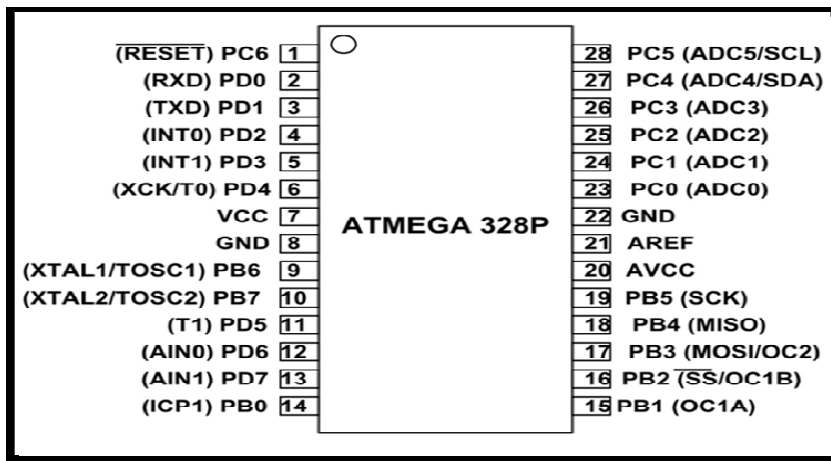 (RESET) PC6 1
(RXD) PD0 2
(TXD) PD1 3
(INT0) PD2 4
(INT1) PD3 5
(XCK/T0) PD4 6
VCC 7
GND 8
(XTAL1/TOSC1) PB6 9
(XTAL2/TOSC2) PB7 10
(T1) PD5 11
(AIN0) PD6 12
(AIN1) PD7 13
(ICP1) PB0 14
ATMEGA 328P
28 PC5 (ADC5/SCL)
27 PC4 (ADC4/SDA)
26 PC3 (ADC3)
25 PC2 (ADC2)
24 PC1 (ADC1)
23 PC0 (ADC0)
22 GND
21 AREF
20 AVCC
19 PB5 (SCK)
18 PB4 (MISO)
17 PB3 (MOSI/OC2)
16 PB2 (SS/OC1B)
15 PB1 (OC1A)